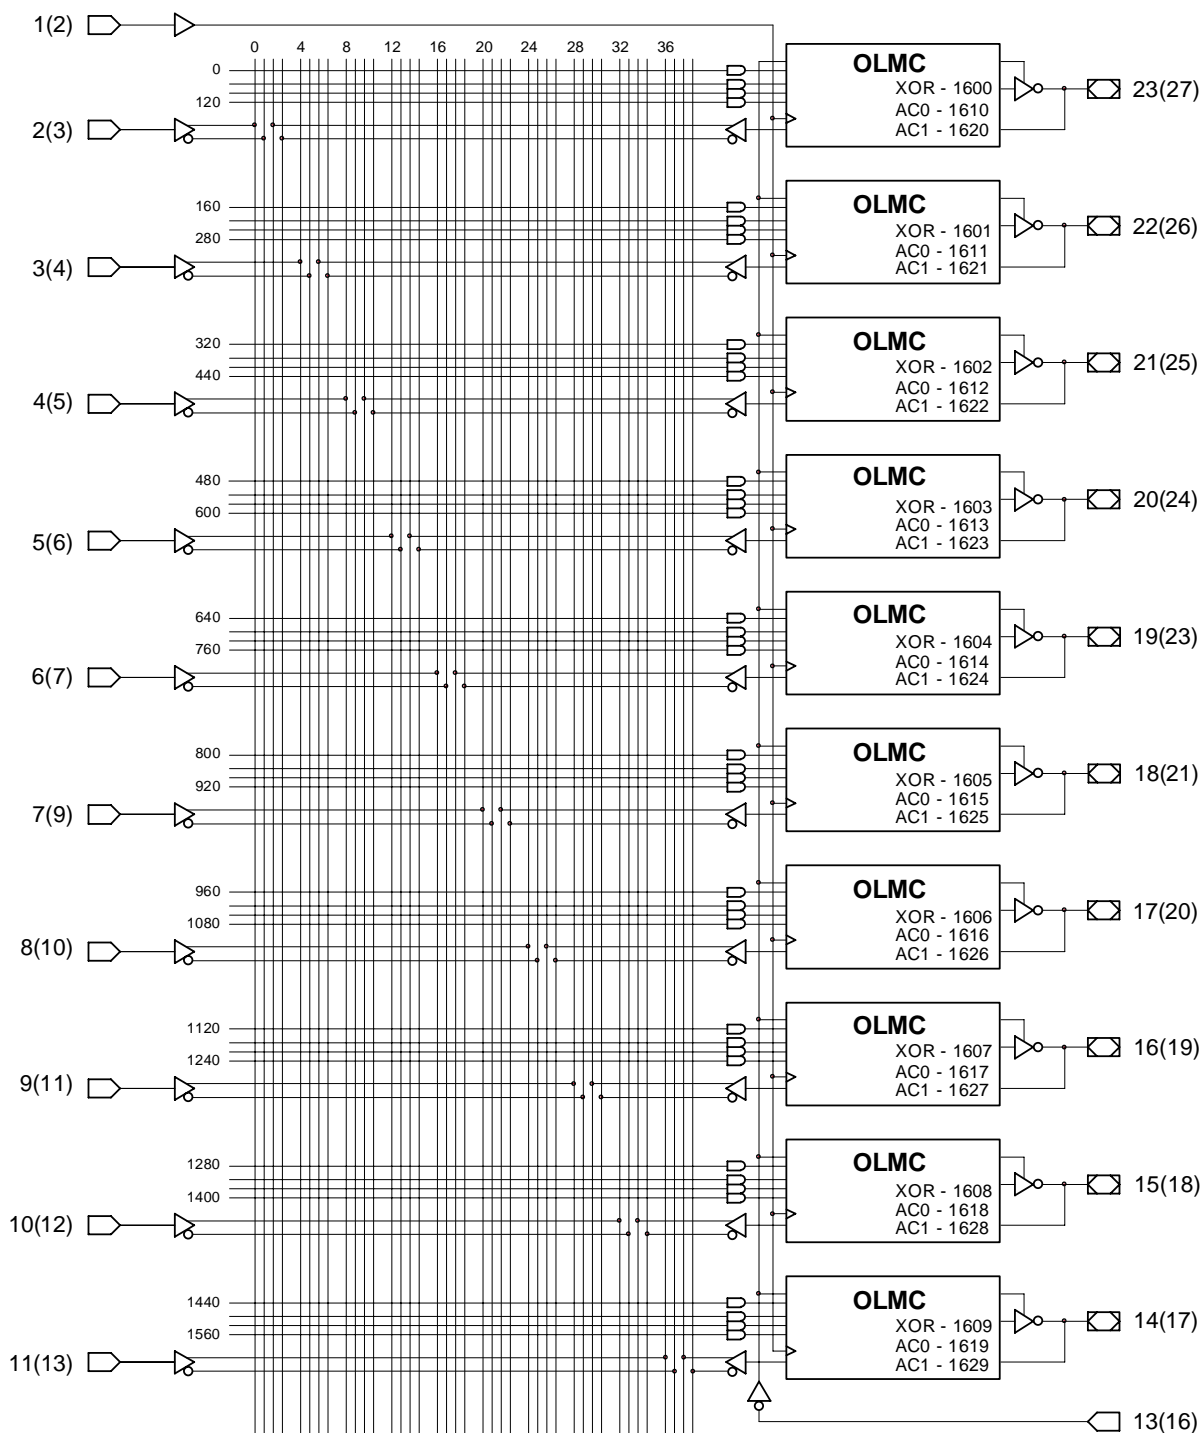 1(2)
0 4 8 12 16 20 24 28 32 36
0
120
OLMC
XOR - 1600
AC0 - 1610
AC1 - 1620
23(27)
2(3)
160
280
OLMC
XOR - 1601
AC0 - 1611
AC1 - 1621
22(26)
3(4)
320
440
OLMC
XOR - 1602
AC0 - 1612
AC1 - 1622
21(25)
4(5)
480
600
OLMC
XOR - 1603
AC0 - 1613
AC1 - 1623
20(24)
5(6)
640
760
OLMC
XOR - 1604
AC0 - 1614
AC1 - 1624
19(23)
6(7)
800
920
OLMC
XOR - 1605
AC0 - 1615
AC1 - 1625
18(21)
7(9)
960
1080
OLMC
XOR - 1606
AC0 - 1616
AC1 - 1626
17(20)
8(10)
1120
1240
OLMC
XOR - 1607
AC0 - 1617
AC1 - 1627
16(19)
9(11)
1280
1400
OLMC
XOR - 1608
AC0 - 1618
AC1 - 1628
15(18)
10(12)
1440
1560
OLMC
XOR - 1609
AC0 - 1619
AC1 - 1629
14(17)
11(13)
13(16)